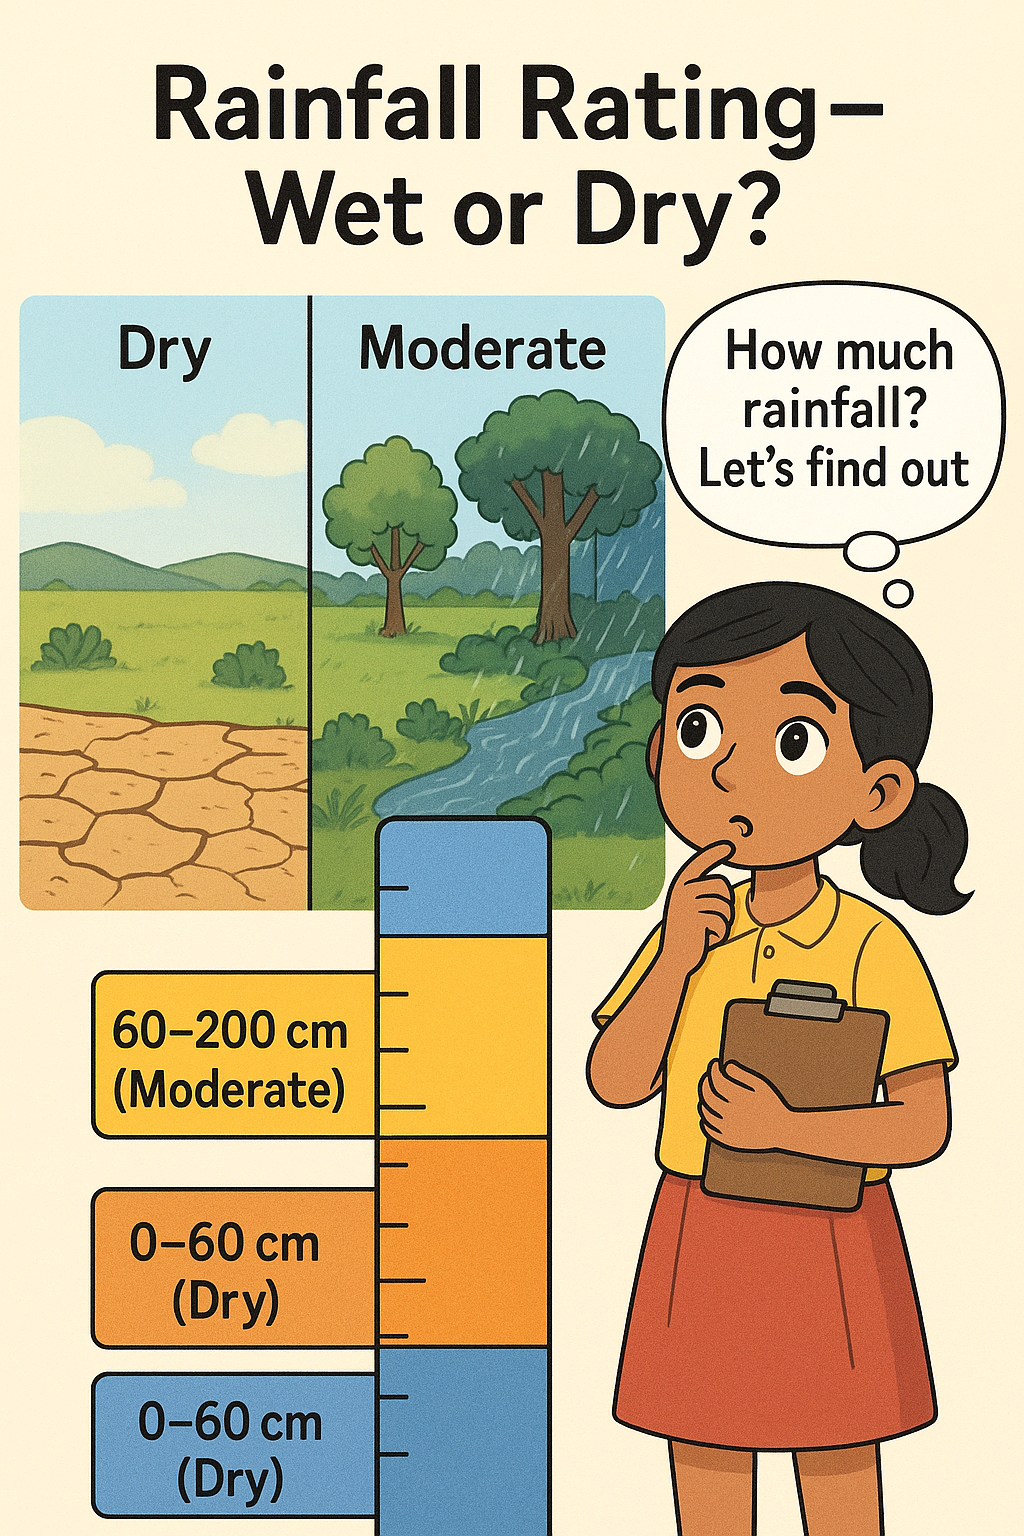 Rainfall Rating–
Wet or Dry?
Dry
Moderate
How much
rainfall?
Let's find out
60–200 cm
(Moderate)
0–60 cm
(Dry)
0–60 cm
(Dry)